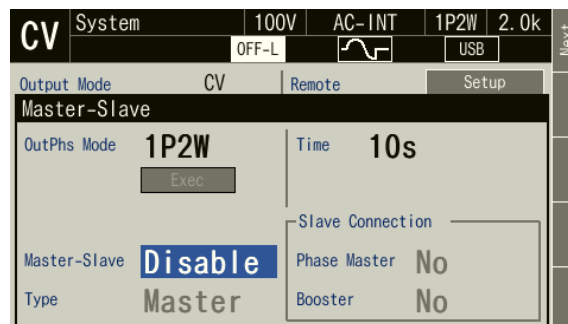 CV System 100V AC-INT 1P2W 2.0k
OFF-L USB
Next
Output Mode CV Remote Setup
Master-Slave
OutPhs Mode 1P2W Time 10s
Exec
Slave Connection
Master-Slave Disable Phase Master No
Type Master Booster No